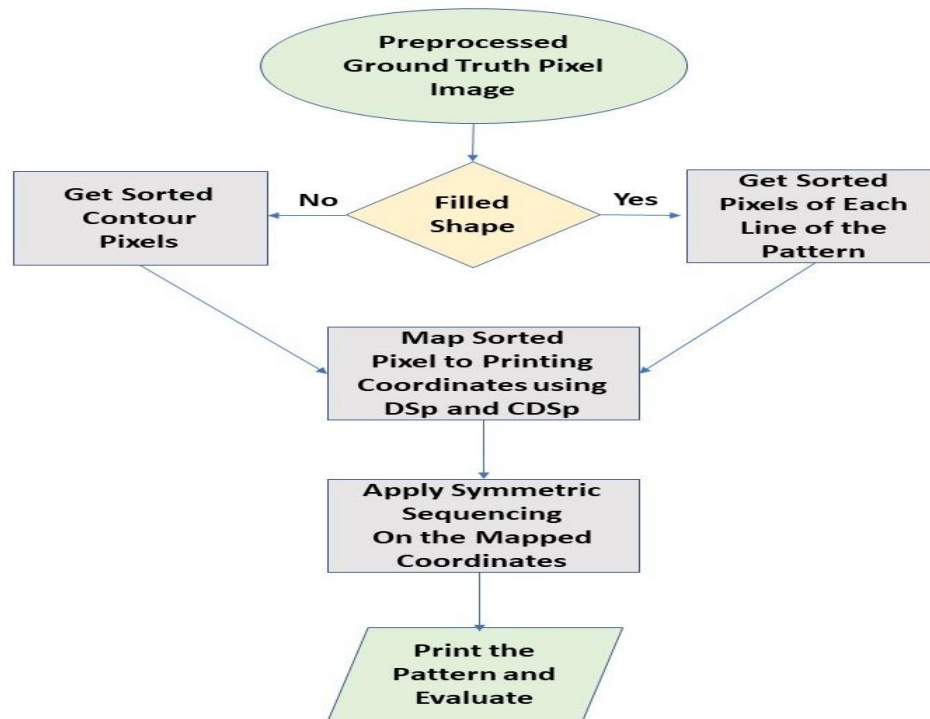 Preprocessed
Ground Truth Pixel
Image
No
Filled
Shape
Yes
Get Sorted
Contour
Pixels
Get Sorted
Pixels of Each
Line of the
Pattern
Map Sorted
Pixel to Printing
Coordinates using
DSp and CDSp
Apply Symmetric
Sequencing
On the Mapped
Coordinates
Print the
Pattern and
Evaluate